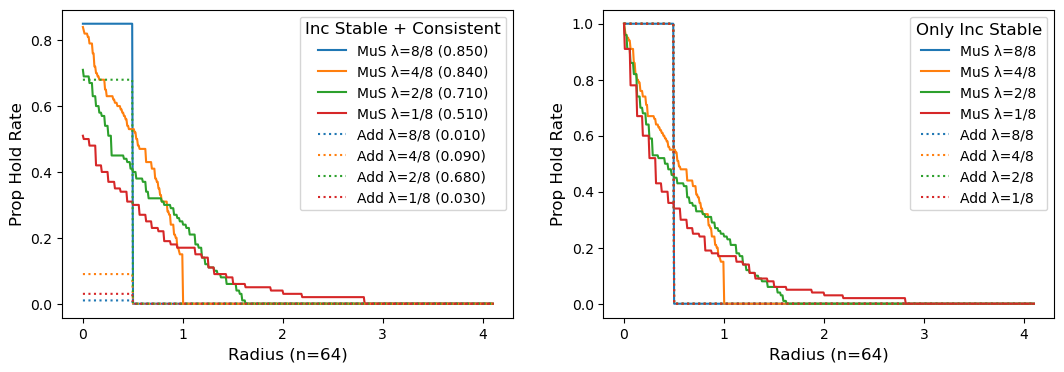 Inc Stable + Consistent
MuS λ=8/8 (0.850)
MuS λ=4/8 (0.840)
MuS λ=2/8 (0.710)
MuS λ=1/8 (0.510)
Add λ=8/8 (0.010)
Add λ=4/8 (0.090)
Add λ=2/8 (0.680)
Add λ=1/8 (0.030)
Prop Hold Rate
0.8
0.6
0.4
0.2
0.0
0
1
2
3
4
Radius (n=64)
Only Inc Stable
MuS λ=8/8
MuS λ=4/8
MuS λ=2/8
MuS λ=1/8
Add λ=8/8
Add λ=4/8
Add λ=2/8
Add λ=1/8
Prop Hold Rate
1.0
0.8
0.6
0.4
0.2
0.0
0
1
2
3
4
Radius (n=64)